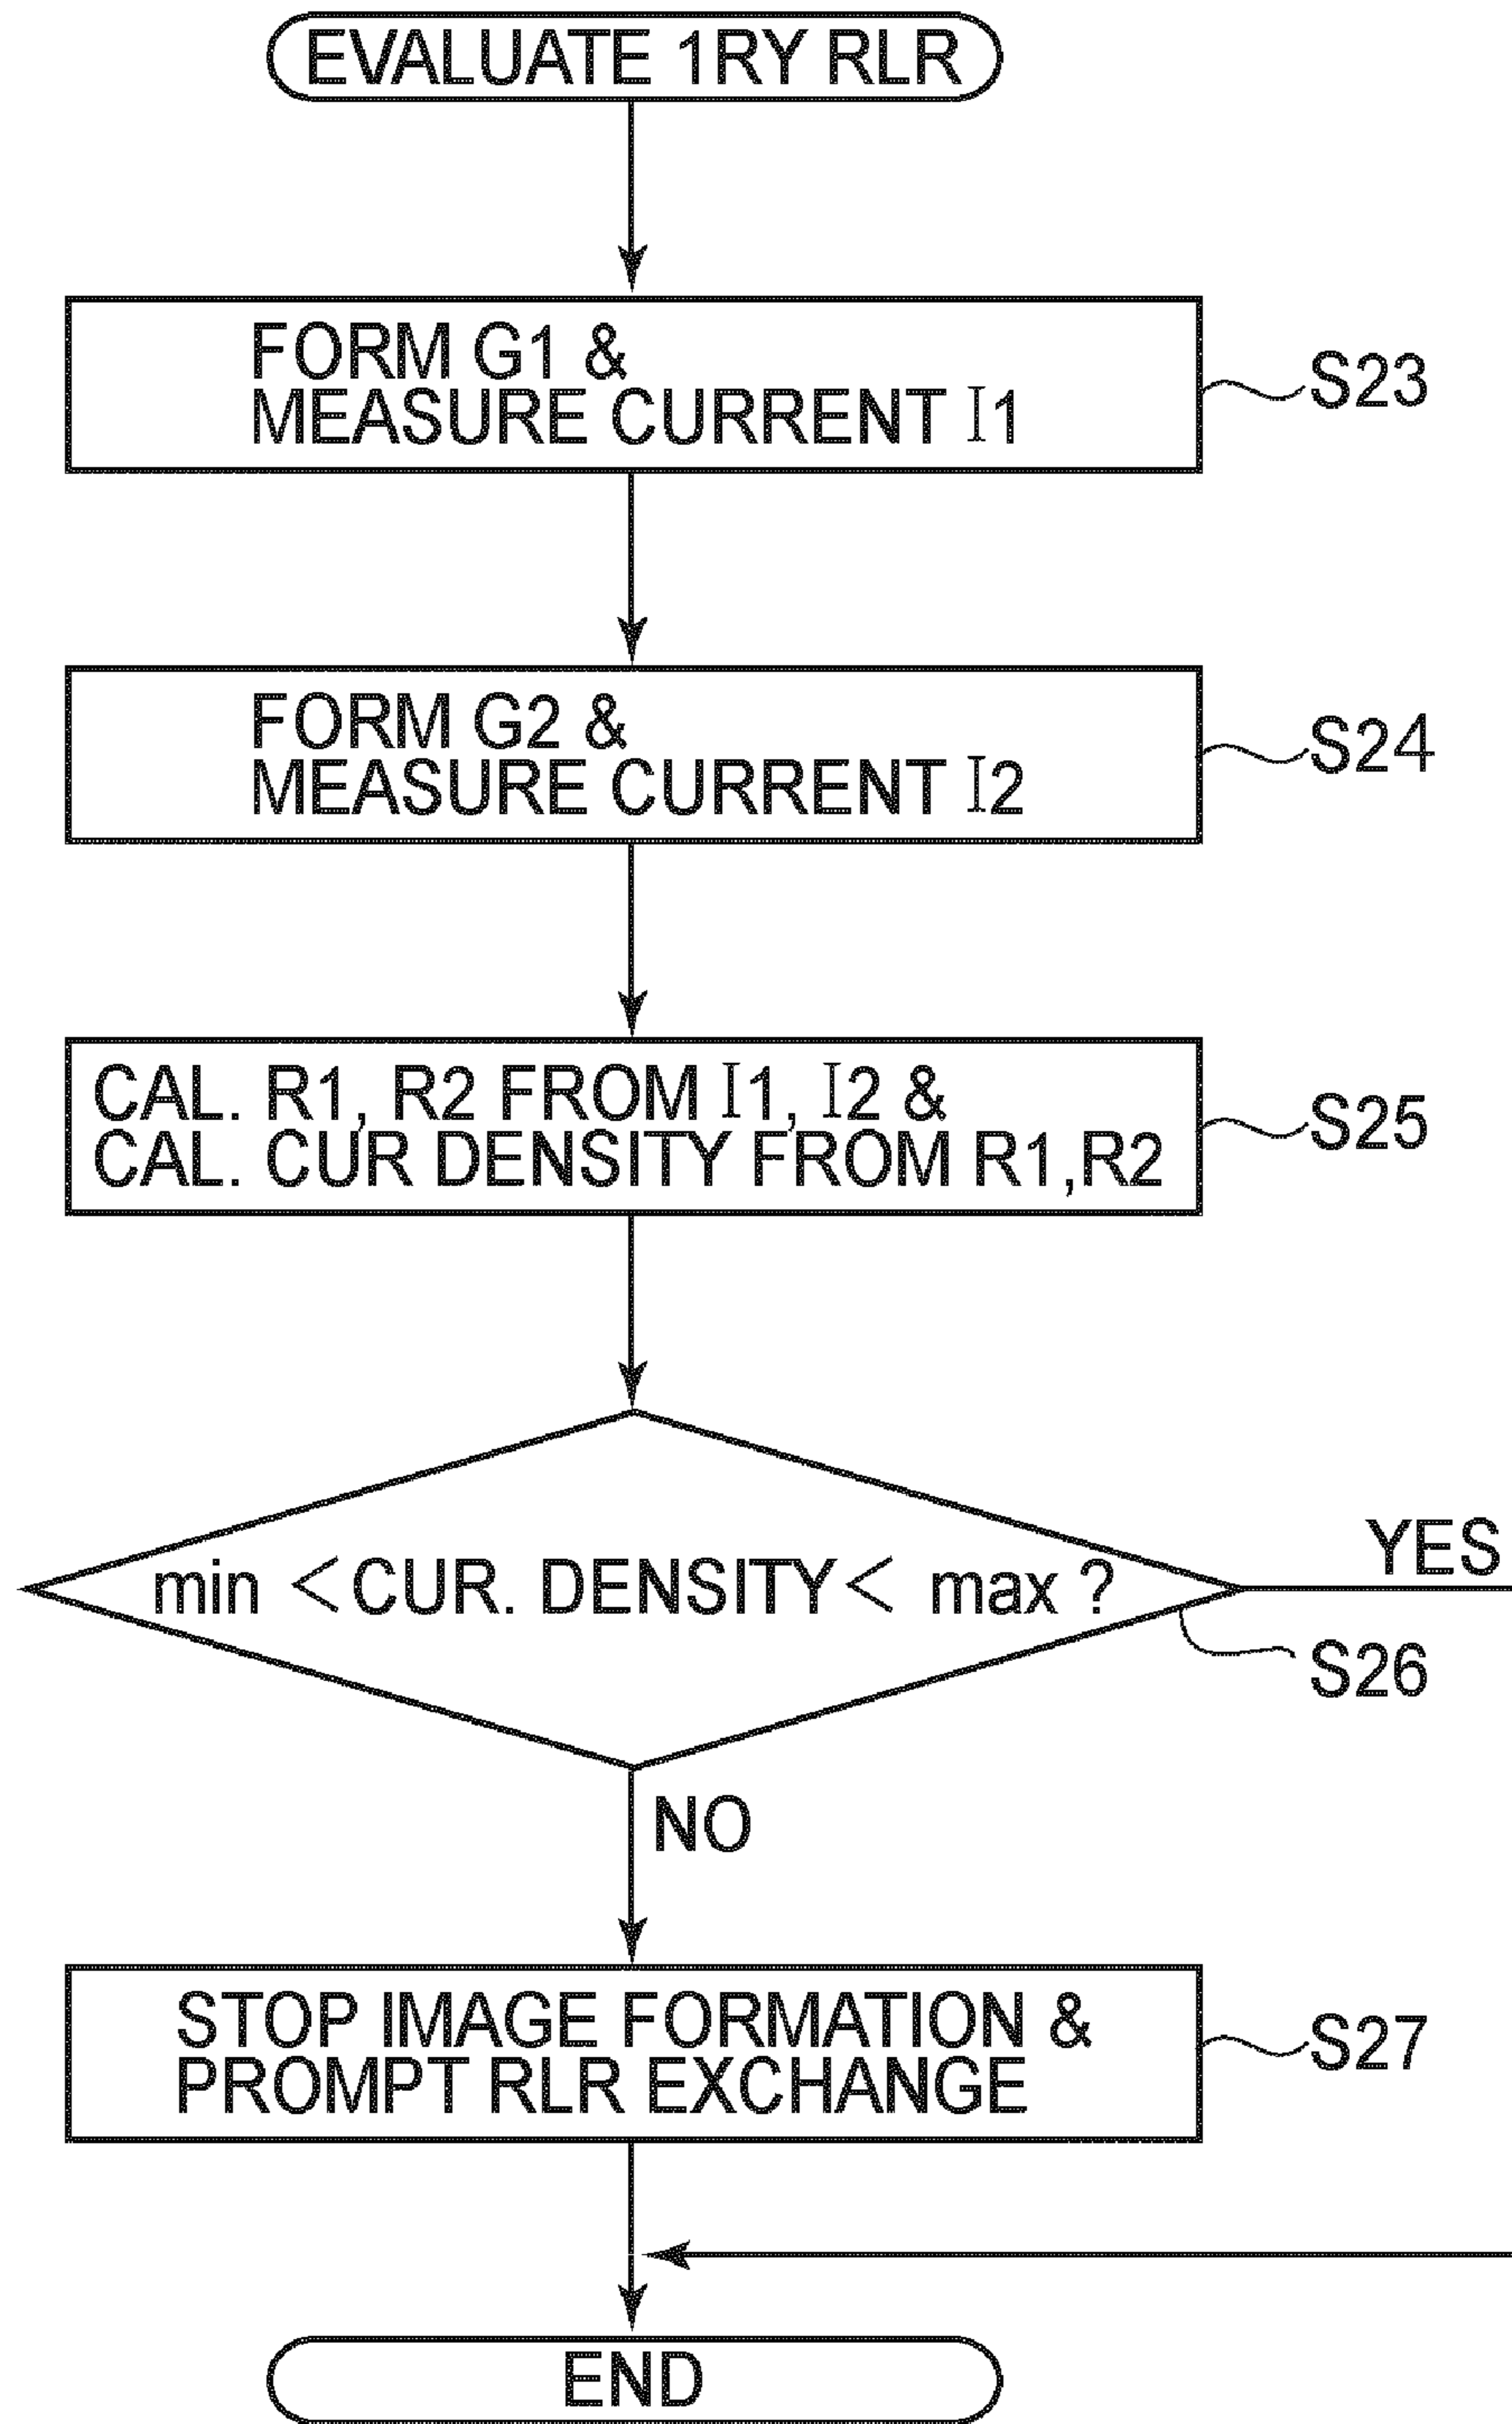 EVALUATE 1RY RLR
FORM G1 &
MEASURE CURRENT I1
S23
FORM G2 &
MEASURE CURRENT I2
S24
CAL. R1, R2 FROM I1, I2 &
CAL. CUR DENSITY FROM R1,R2
S25
min <CUR. DENSITY< max ?
YES
S26
NO
STOP IMAGE FORMATION &
PROMPT RLR EXCHANGE
S27
END